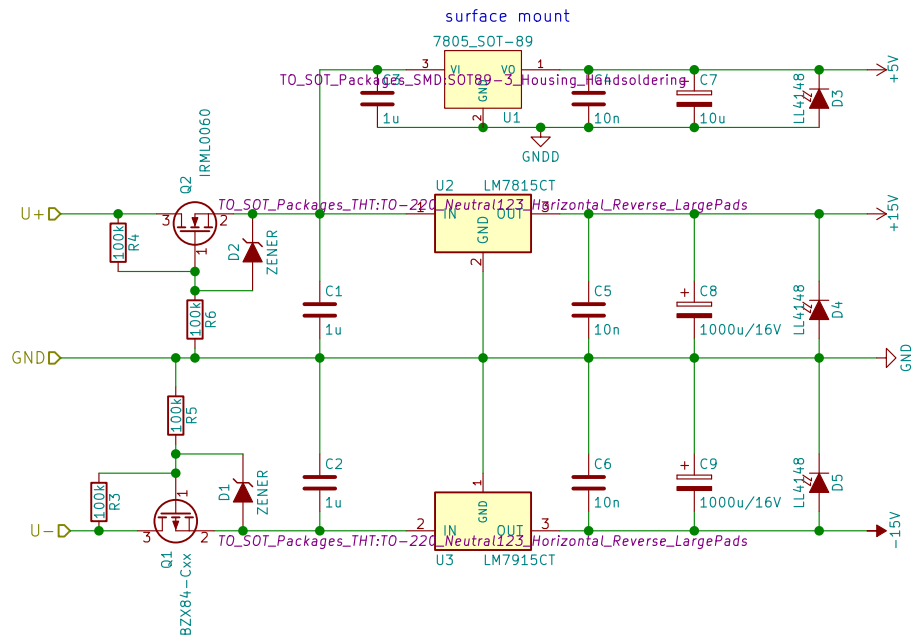 surface mount
7805_SOT-89
3 VI VO 1
TO_SOT_Packages_SMD:SOT89-3_Housing_Handsoldering
C3
GND
C4
C7
LL4148
D3
+5V
1u
2
U1
10n
10u
GNDD
IRML0060
Q2
U2 LM7815CT
TO_SOT_Packages_THT:TO-220_Neutral123_Horizontal_Reverse_LargePads
U+
3 2
1 IN OUT 3
+15V
100k
R4
1
D2
ZENER
GND
2
100k
R6
C1
1u
C5
10n
C8
+
1000u/16V
LL4148
D4
GND
GND
100k
R5
C2
1u
C6
10n
C9
+
1000u/16V
LL4148
D5
100k
R3
1
D1
ZENER
1
GND
U-
3 2
2 IN OUT 3
-15V
TO_SOT_Packages_THT:TO-220_Neutral123_Horizontal_Reverse_LargePads
Q1
BZX84-Cxx
U3 LM7915CT